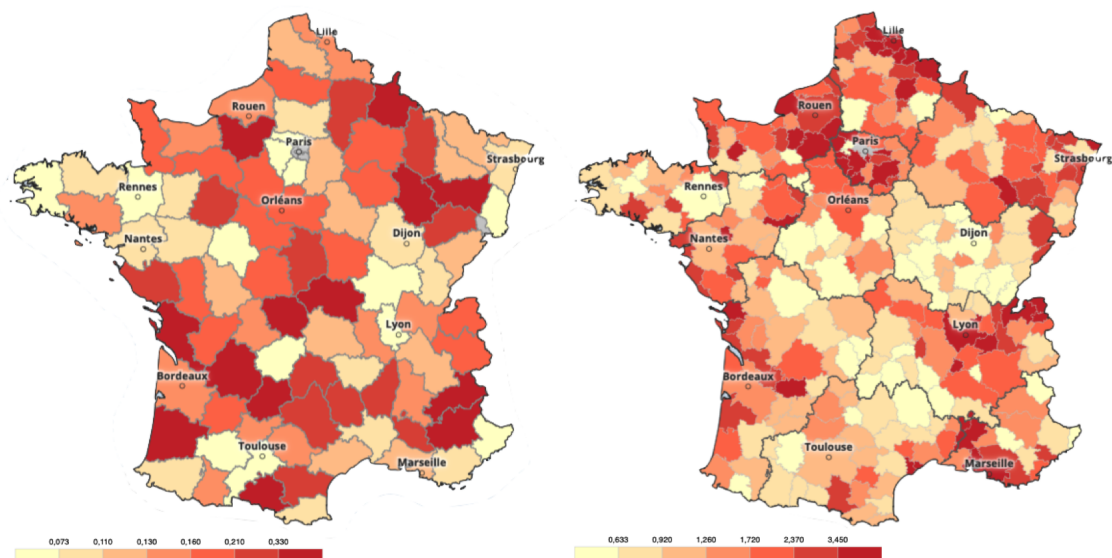 Lille
Rouen
Paris
Strasbourg
Rennes
Orléans
Nantes
Dijon
Lyon
Bordeaux
Toulouse
Marseille
0,073 0,110 0,130 0,160 0,210 0,330
Lille
Rouen
Paris
Strasbourg
Rennes
Orléans
Nantes
Dijon
Lyon
Bordeaux
Toulouse
Marseille
0,633 0,920 1,260 1,720 2,370 3,450